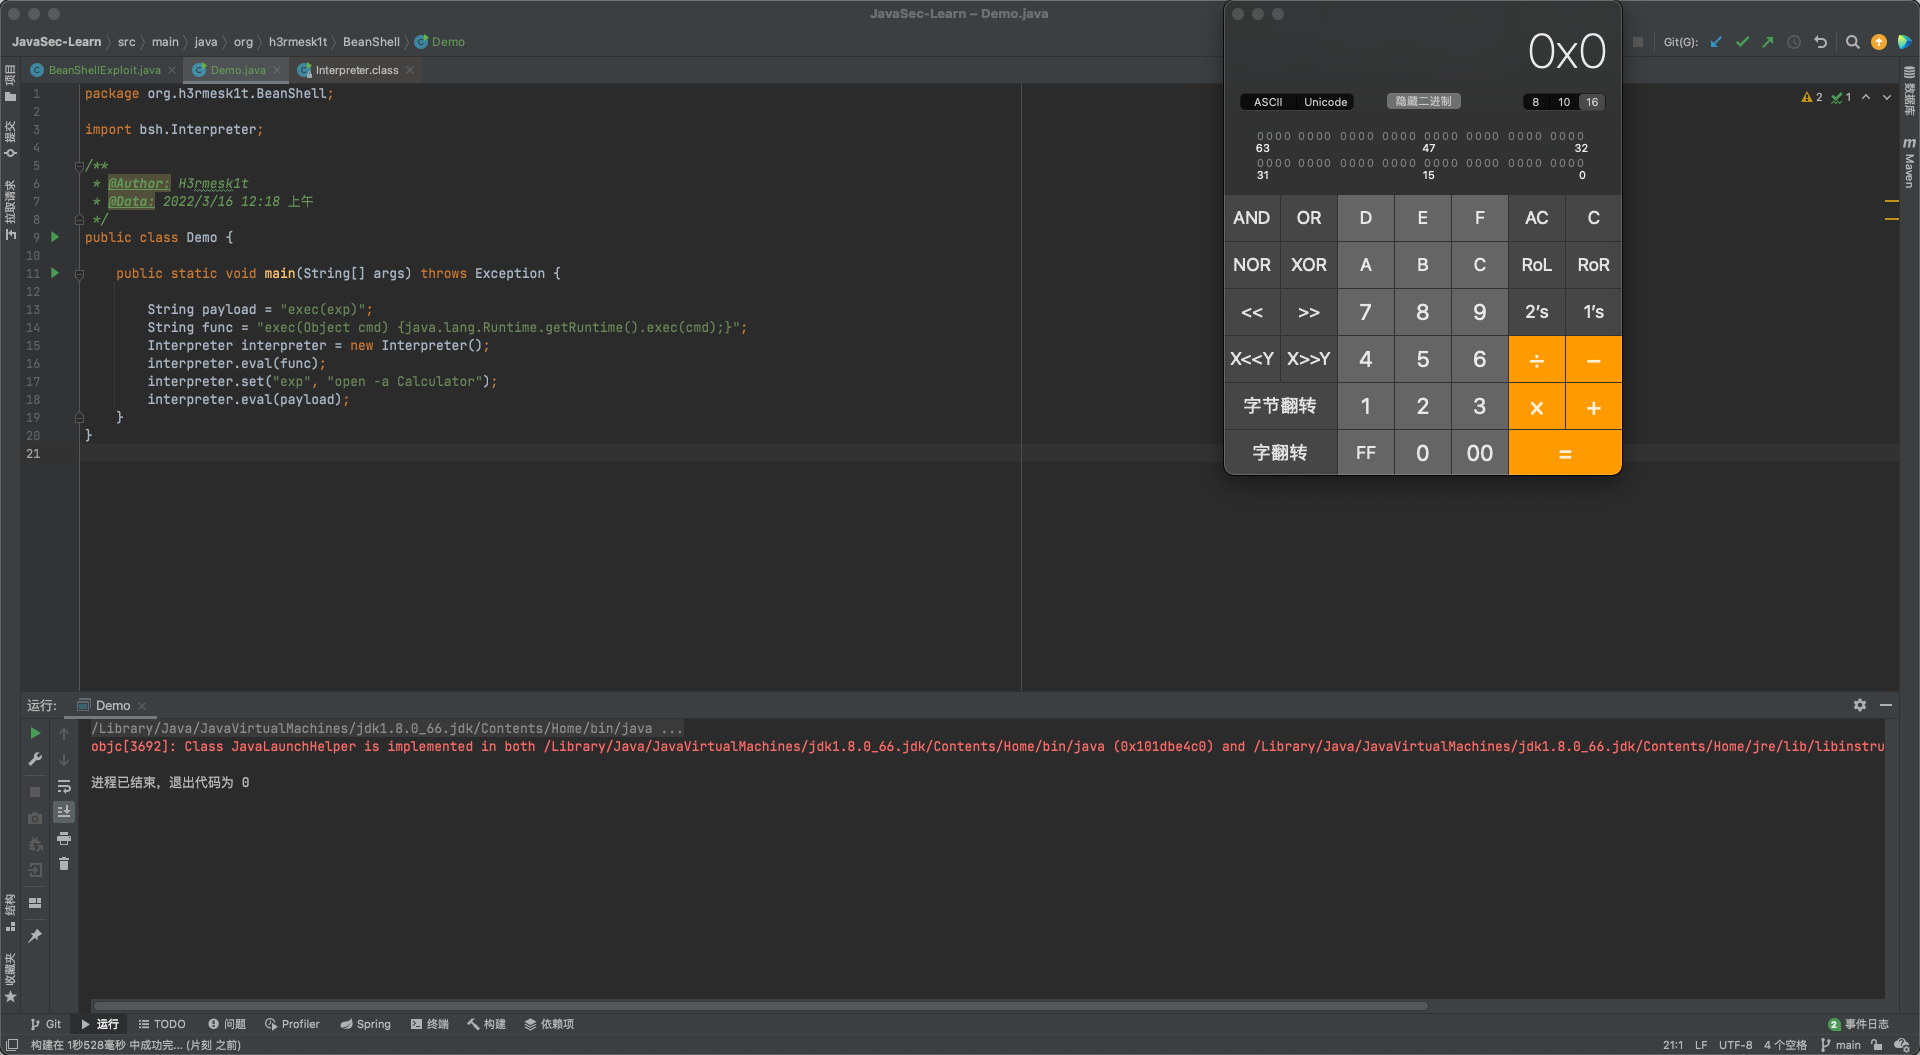 JavaSec-Learn – Demo.java
JavaSec-Learn src main java org h3rmesk1t BeanShell Demo
Git(G):
BeanShellExploit.java Demo.java Interpreter.class
2 1
1 package org.h3rmesk1t.BeanShell;
2
3 import bsh.Interpreter;
4
5 /**
6 * @Author: H3rmesk1t
7 * @Data: 2022/3/16 12:18 上午
8 */
9 public class Demo {
10
11 public static void main(String[] args) throws Exception {
12
13 String payload = "exec(exp)";
14 String func = "exec(Object cmd) {java.lang.Runtime.getRuntime().exec(cmd);}";
15 Interpreter interpreter = new Interpreter();
16 interpreter.eval(func);
17 interpreter.set("exp", "open -a Calculator");
18 interpreter.eval(payload);
19 }
20 }
21
项目
提交
拉取请求
结构
收藏夹
数据库
m Maven
0x0
ASCII Unicode 隐藏二进制 8 10 16
0000 0000 0000 0000 0000 0000 0000 0000
63 47 32
0000 0000 0000 0000 0000 0000 0000 0000
31 15 0
AND OR D E F AC C
NOR XOR A B C RoL RoR
<< >> 7 8 9 2's 1's
X<<Y X>>Y 4 5 6 ÷ −
字节翻转 1 2 3 × +
字翻转 FF 0 00 =
运行: Demo
/Library/Java/JavaVirtualMachines/jdk1.8.0_66.jdk/Contents/Home/bin/java ...
objc[3692]: Class JavaLaunchHelper is implemented in both /Library/Java/JavaVirtualMachines/jdk1.8.0_66.jdk/Contents/Home/bin/java (0x101dbe4c0) and /Library/Java/JavaVirtualMachines/jdk1.8.0_66.jdk/Contents/Home/jre/lib/libinstru
进程已结束，退出代码为 0
Git 运行 TODO 问题 Profiler Spring 终端 构建 依赖项
2 事件日志
构建在 1秒528毫秒 中成功完... (片刻 之前)
21:1 LF UTF-8 4 个空格 main